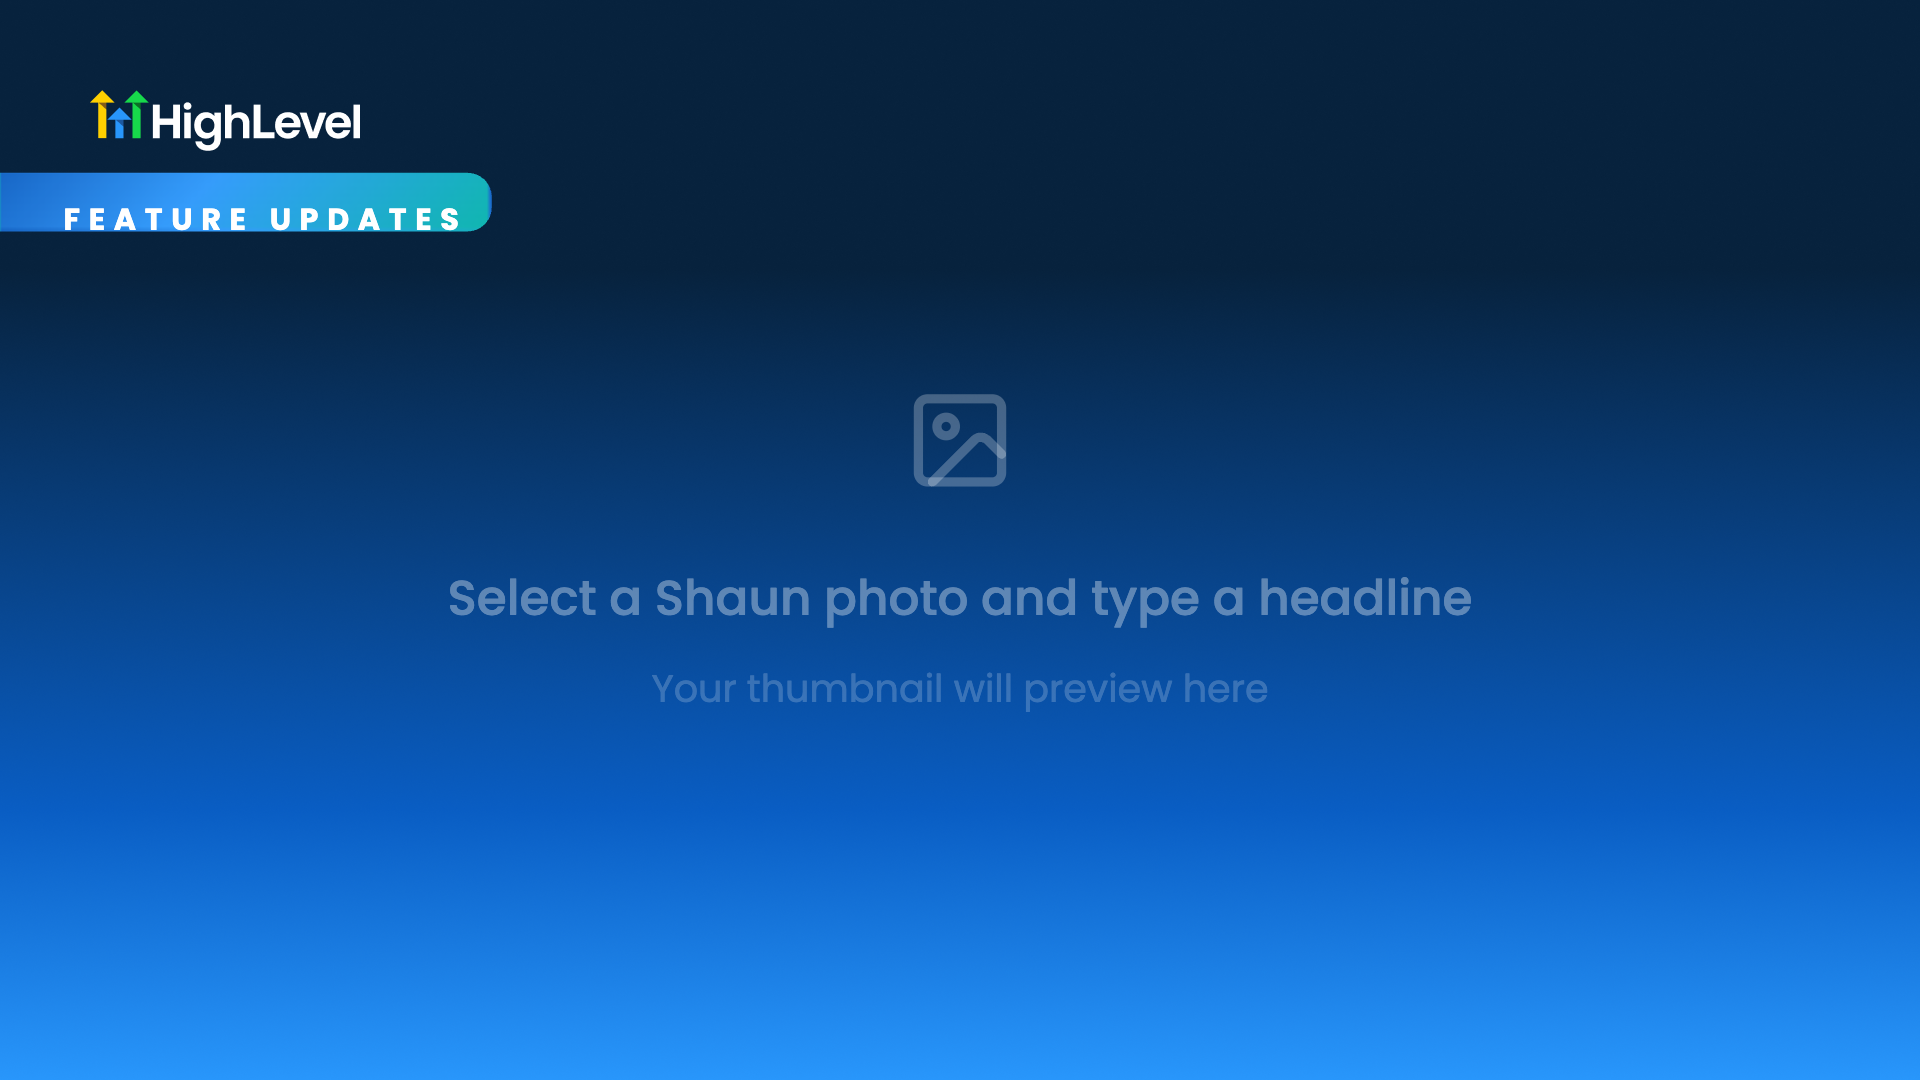 HighLevel
FEATURE UPDATES
Select a Shaun photo and type a headline
Your thumbnail will preview here